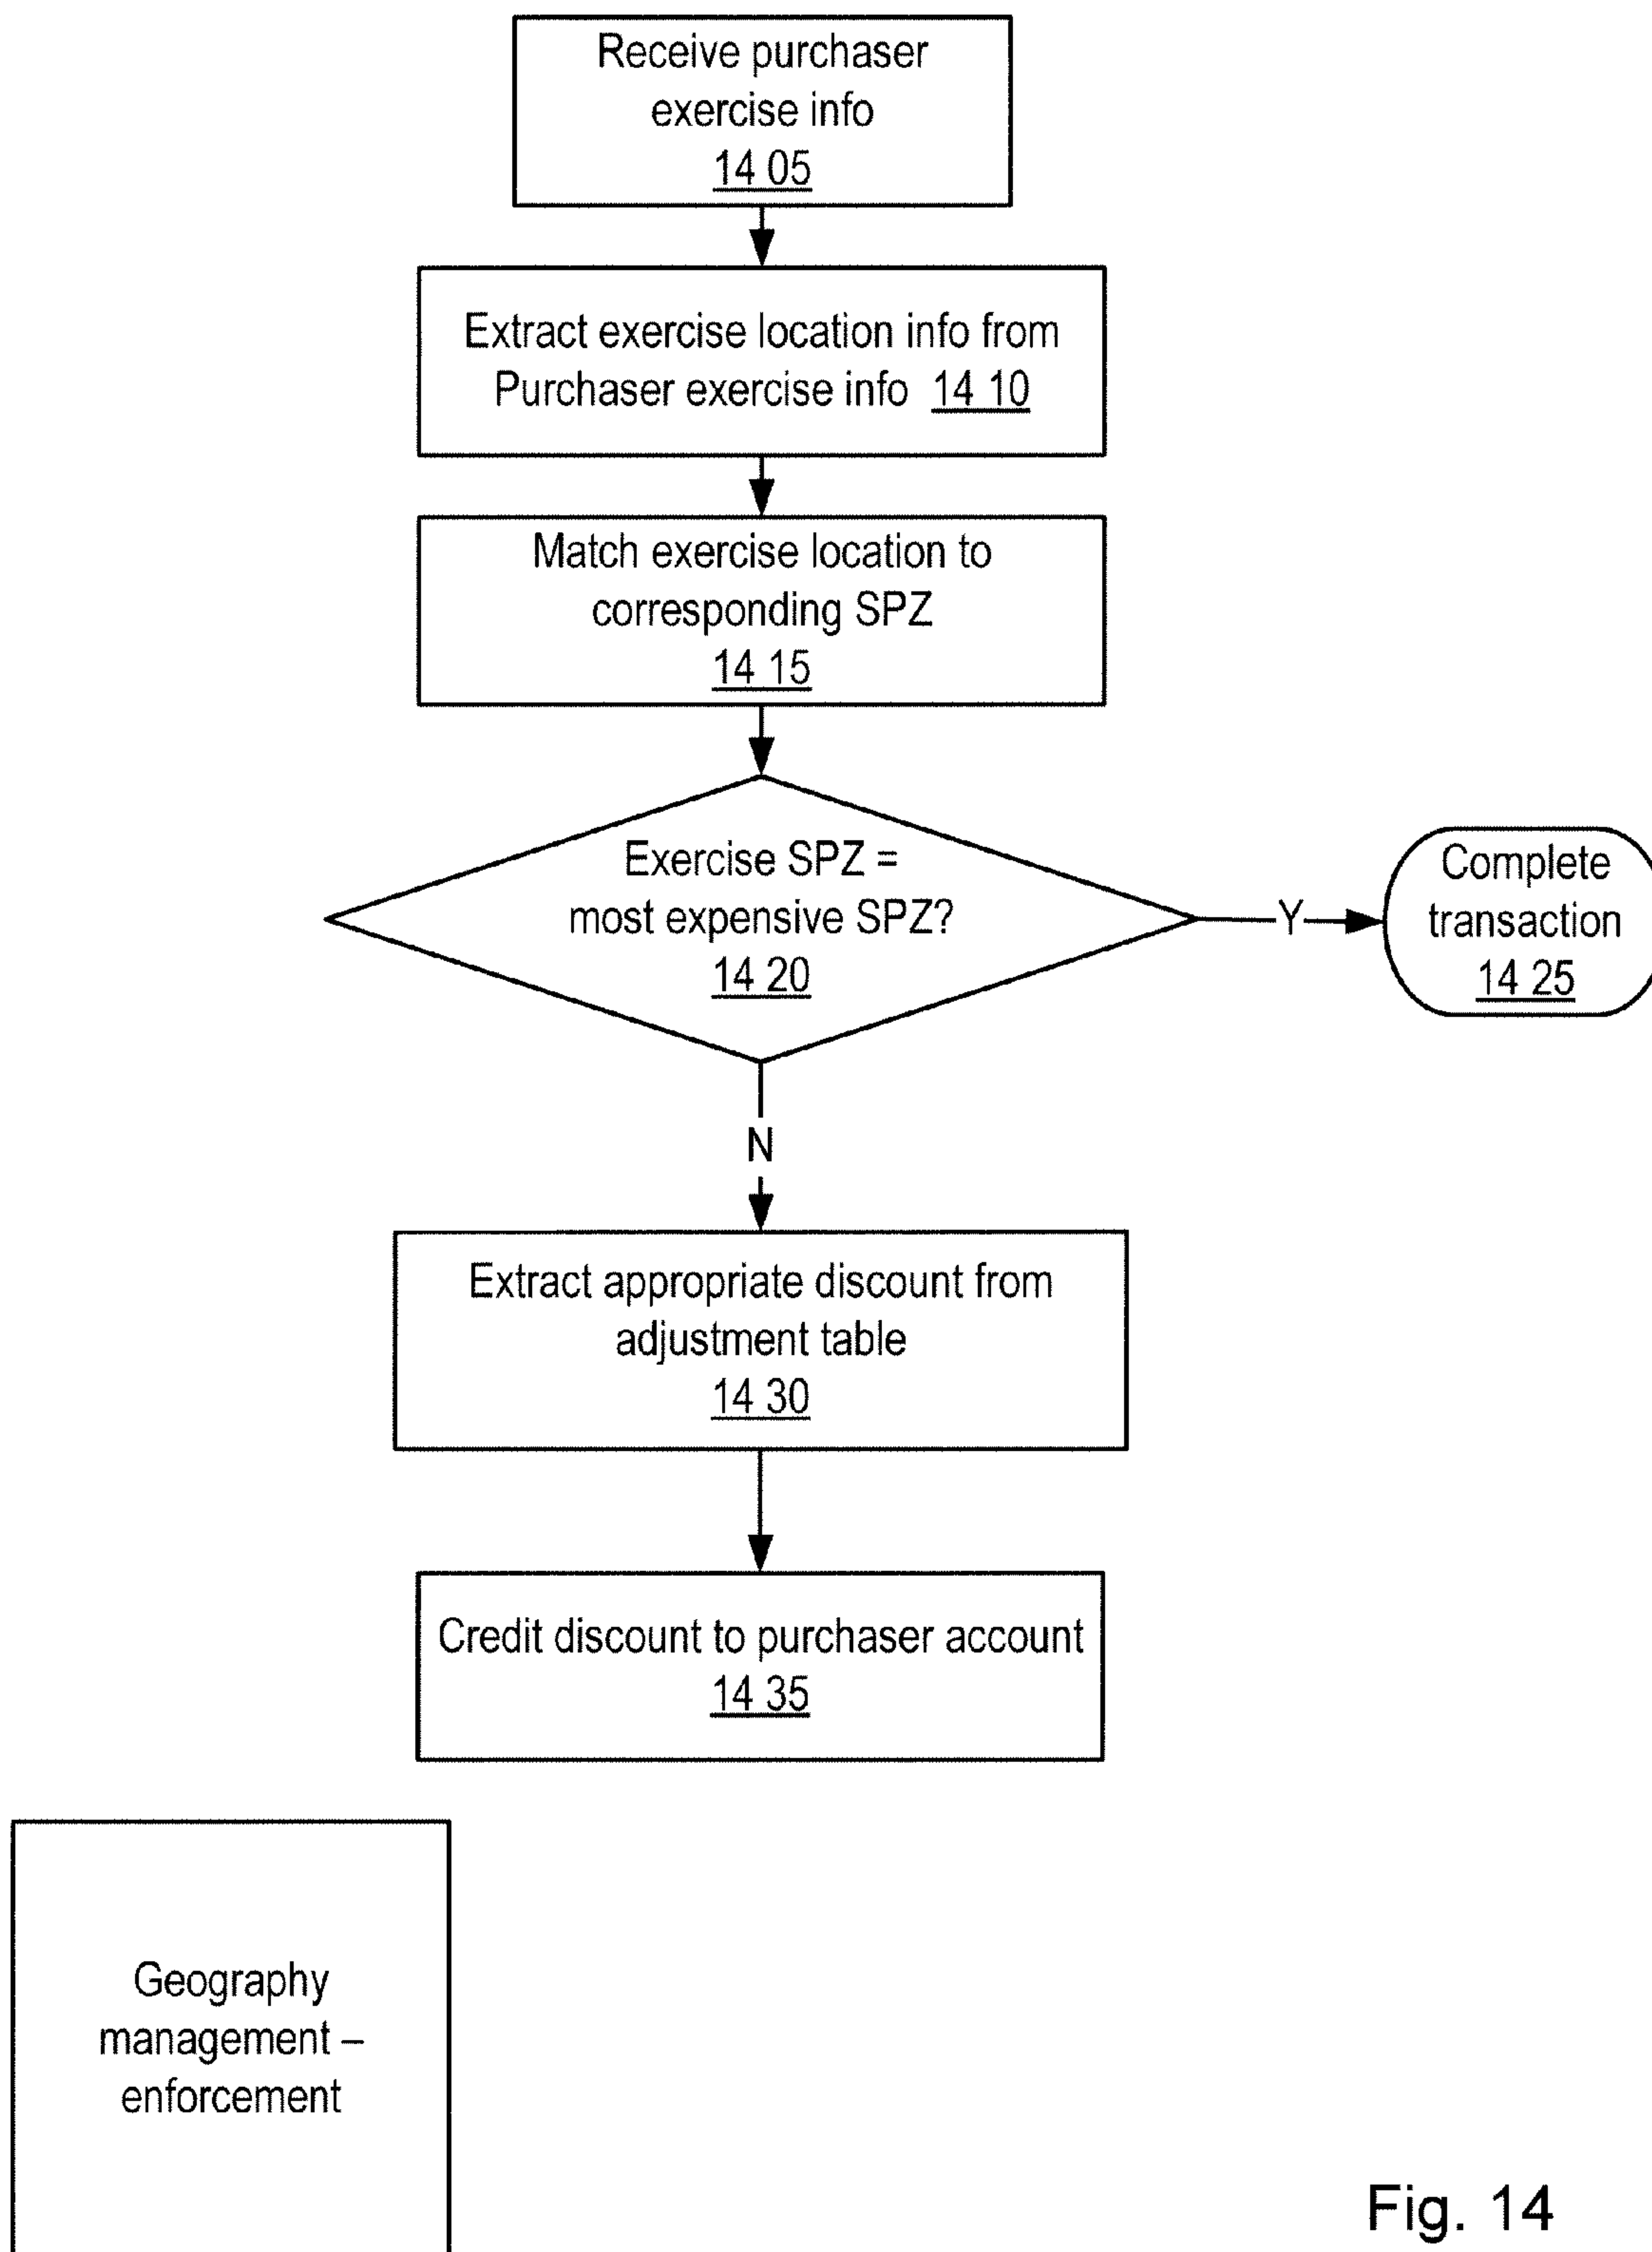 Receive purchaser
exercise info
14 05
Extract exercise location info from
Purchaser exercise info 14 10
Match exercise location to
corresponding SPZ
14 15
Exercise SPZ =
most expensive SPZ?
14 20
Y
Complete
transaction
14 25
N
Extract appropriate discount from
adjustment table
14 30
Credit discount to purchaser account
14 35
Geography
management –
enforcement
Fig. 14